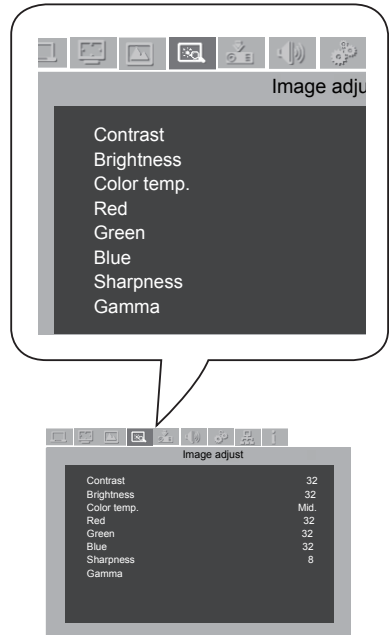 Image adju
Contrast
Brightness
Color temp.
Red
Green
Blue
Sharpness
Gamma
Image adjust
Contrast 32
Brightness 32
Color temp. Mid.
Red 32
Green 32
Blue 32
Sharpness 8
Gamma